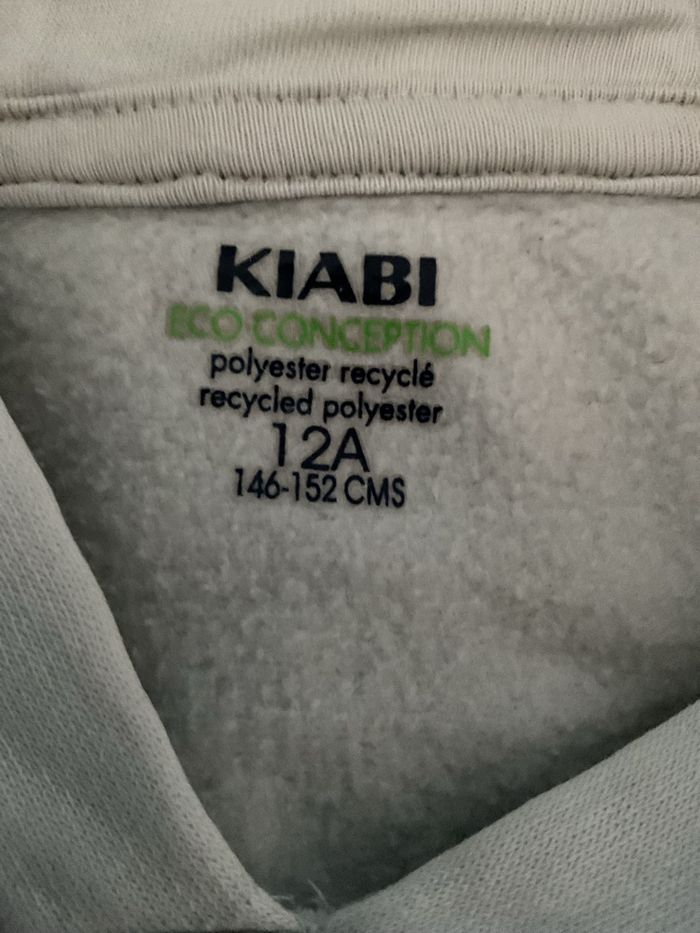 KIABI
ECO-CONCEPTION
polyester recyclé
recycled polyester
12A
146-152 CMS